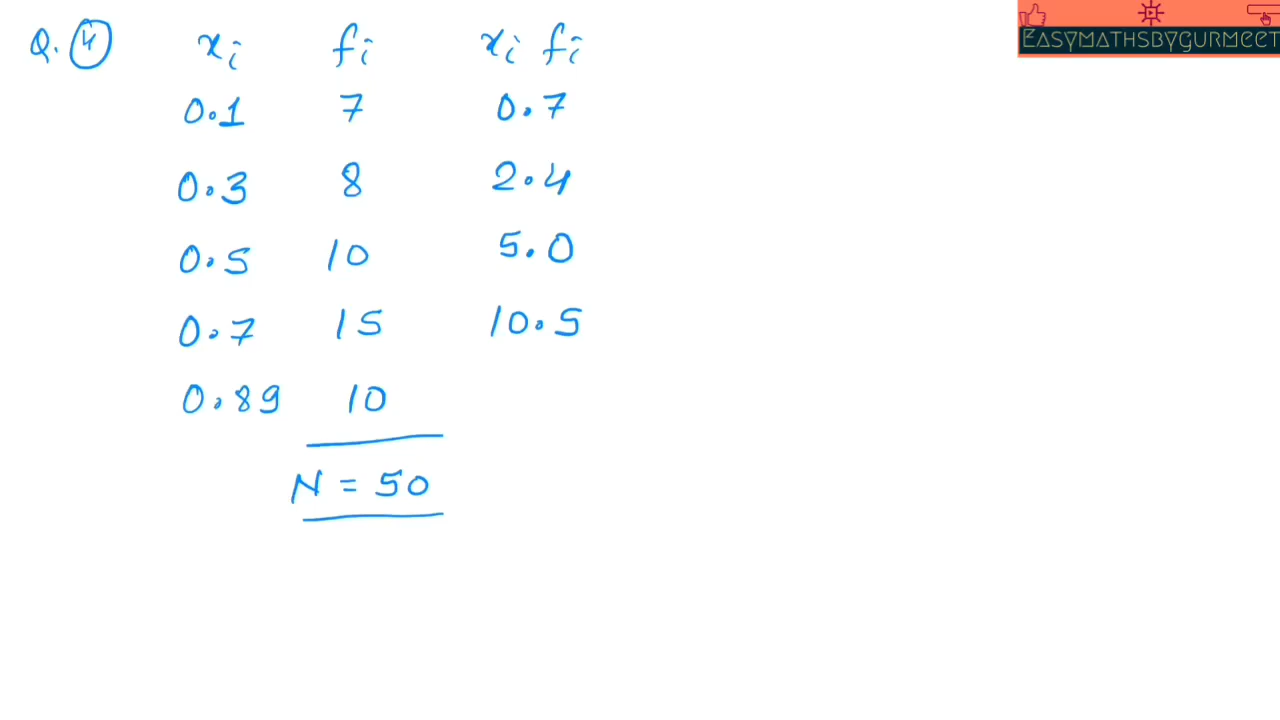 Q. 4 xi fi xi fi
0.1 7 0.7
0.3 8 2.4
0.5 10 5.0
0.7 15 10.5
0.89 10
N = 50
EASYMATHSBYGURMEET